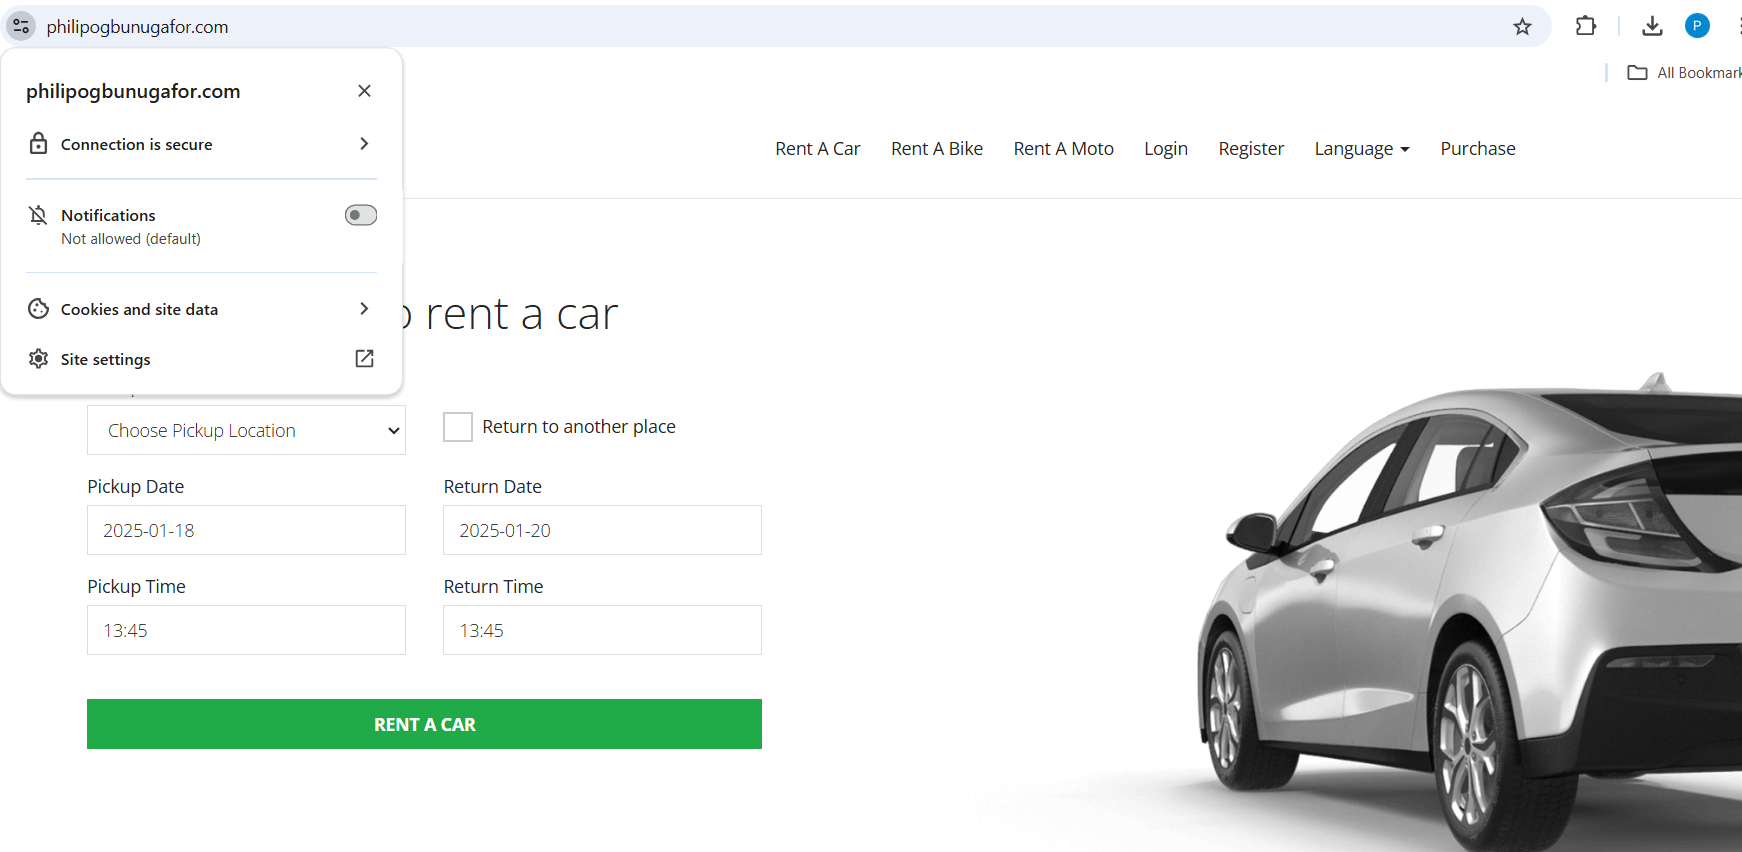 philipogbunugafor.com
P
All Bookmark
philipogbunugafor.com
Connection is secure
Notifications
Not allowed (default)
Cookies and site data
Site settings
Rent A Car
Rent A Bike
Rent A Moto
Login
Register
Language
Purchase
rent a car
Choose Pickup Location
Return to another place
Pickup Date
Return Date
2025-01-18
2025-01-20
Pickup Time
Return Time
13:45
13:45
RENT A CAR